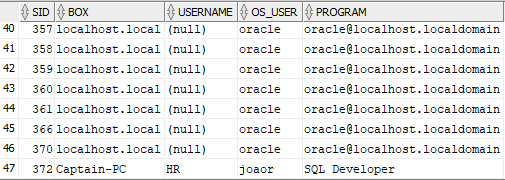 SID BOX USERNAME OS_USER PROGRAM
40 357 localhost.local (null) oracle oracle@localhost.localdomain
41 358 localhost.local (null) oracle oracle@localhost.localdomain
42 359 localhost.local (null) oracle oracle@localhost.localdomain
43 360 localhost.local (null) oracle oracle@localhost.localdomain
44 361 localhost.local (null) oracle oracle@localhost.localdomain
45 366 localhost.local (null) oracle oracle@localhost.localdomain
46 370 localhost.local (null) oracle oracle@localhost.localdomain
47 372 Captain-PC HR joaor SQL Developer